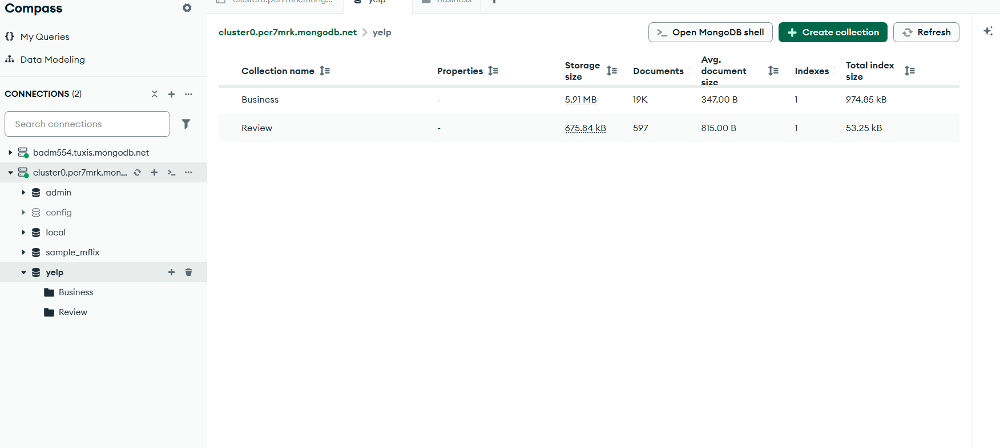 Compass
My Queries
Data Modeling
CONNECTIONS (2)
Search connections
badm554.tuxis.mongodb.net
cluster0.pcr7mrk.mon...
admin
config
local
sample_mflix
yelp
Business
Review
cluster0.pcr7mrk.mong...
yelp
Business
cluster0.pcr7mrk.mongodb.net
yelp
Open MongoDB shell
Create collection
Refresh
Collection name
Properties
Storage
size
Documents
Avg.
document
size
Indexes
Total index
size
Business - 5.91 MB 19K 347.00 B 1 974.85 kB
Review - 675.84 kB 597 815.00 B 1 53.25 kB